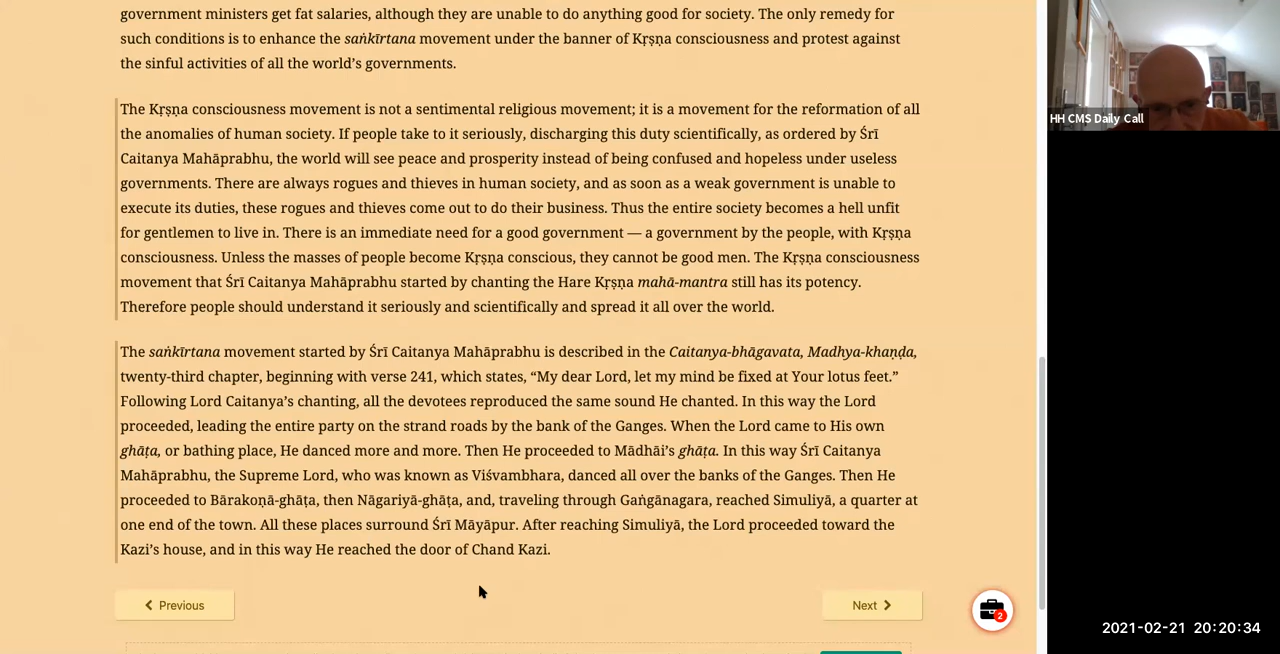 government ministers get fat salaries, although they are unable to do anything good for society. The only remedy for
such conditions is to enhance the saṅkīrtana movement under the banner of Kṛṣṇa consciousness and protest against
the sinful activities of all the world’s governments.
The Kṛṣṇa consciousness movement is not a sentimental religious movement; it is a movement for the reformation of all
the anomalies of human society. If people take to it seriously, discharging this duty scientifically, as ordered by Śrī
Caitanya Mahāprabhu, the world will see peace and prosperity instead of being confused and hopeless under useless
governments. There are always rogues and thieves in human society, and as soon as a weak government is unable to
execute its duties, these rogues and thieves come out to do their business. Thus the entire society becomes a hell unfit
for gentlemen to live in. There is an immediate need for a good government — a government by the people, with Kṛṣṇa
consciousness. Unless the masses of people become Kṛṣṇa conscious, they cannot be good men. The Kṛṣṇa consciousness
movement that Śrī Caitanya Mahāprabhu started by chanting the Hare Kṛṣṇa mahā-mantra still has its potency.
Therefore people should understand it seriously and scientifically and spread it all over the world.
The saṅkīrtana movement started by Śrī Caitanya Mahāprabhu is described in the Caitanya-bhāgavata, Madhya-khaṇḍa,
twenty-third chapter, beginning with verse 241, which states, “My dear Lord, let my mind be fixed at Your lotus feet.”
Following Lord Caitanya’s chanting, all the devotees reproduced the same sound He chanted. In this way the Lord
proceeded, leading the entire party on the strand roads by the bank of the Ganges. When the Lord came to His own
ghāṭa, or bathing place, He danced more and more. Then He proceeded to Mādhāi’s ghāṭa. In this way Śrī Caitanya
Mahāprabhu, the Supreme Lord, who was known as Viśvambhara, danced all over the banks of the Ganges. Then He
proceeded to Bārakoṇā-ghāṭa, then Nāgariyā-ghāṭa, and, traveling through Gaṅgānagara, reached Simuliyā, a quarter at
one end of the town. All these places surround Śrī Māyāpur. After reaching Simuliyā, the Lord proceeded toward the
Kazi’s house, and in this way He reached the door of Chand Kazi.
Previous
Next
2
HH CMS Daily Call
2021-02-21 20:20:34